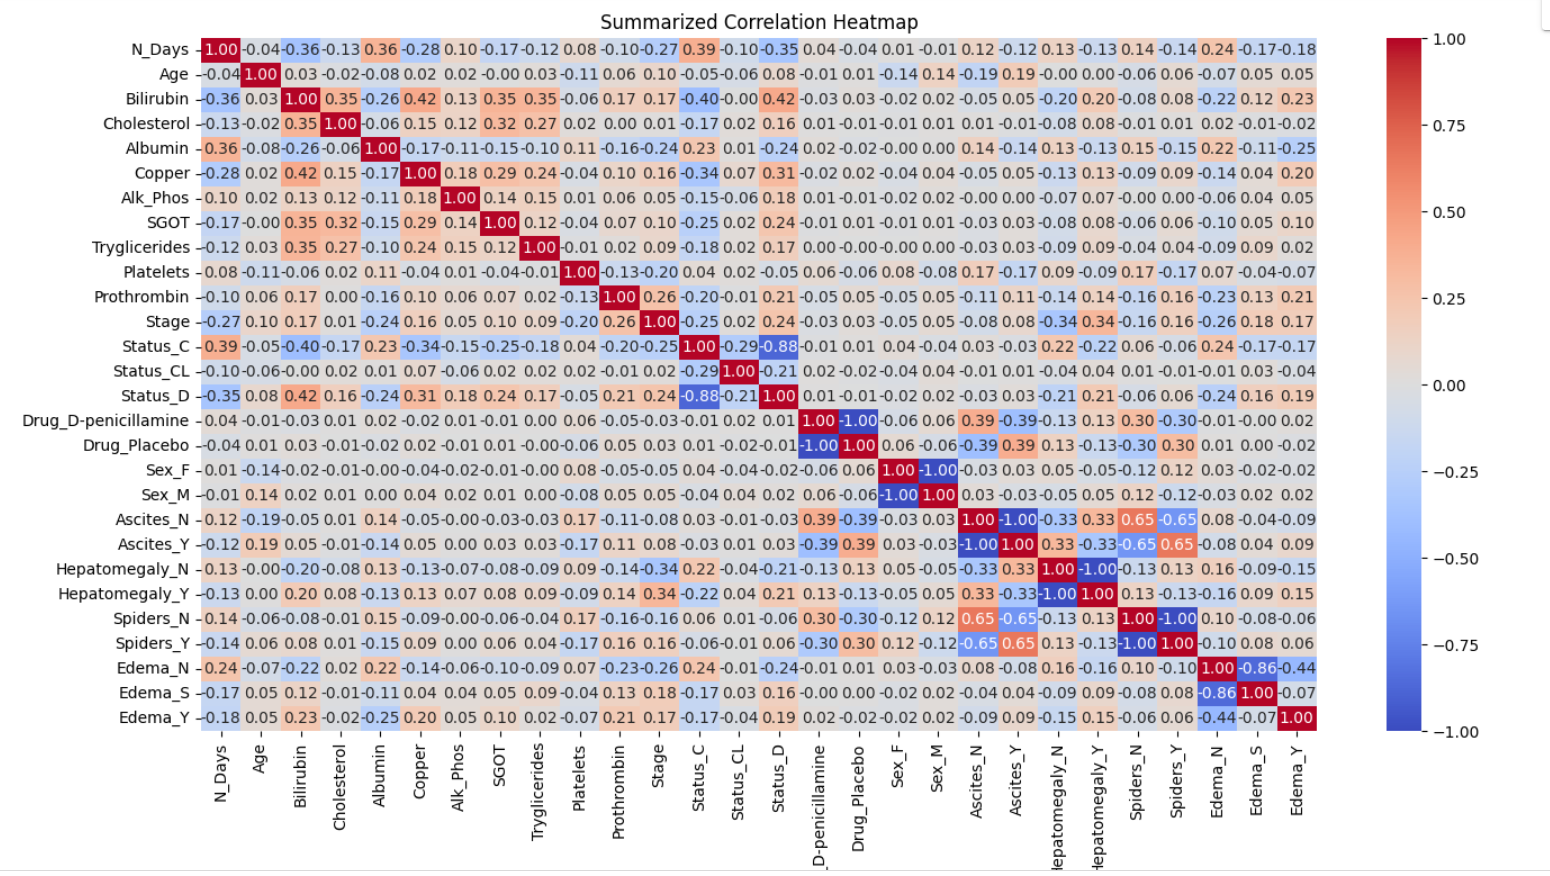 Summarized Correlation Heatmap
N_Days 1.00 -0.04 -0.36 -0.13 0.36 -0.28 0.10 -0.17 -0.12 0.08 -0.10 -0.27 0.39 -0.10 -0.35 0.04 -0.04 0.01 -0.01 0.12 -0.12 0.13 -0.13 0.14 -0.14 0.24 -0.17 -0.18
Age -0.04 1.00 0.03 -0.02 -0.08 0.02 0.02 -0.00 0.03 -0.11 0.06 0.10 -0.05 -0.06 0.08 -0.01 0.01 -0.14 0.14 -0.19 0.19 -0.00 0.00 -0.06 0.06 -0.07 0.05 0.05
Bilirubin -0.36 0.03 1.00 0.35 -0.26 0.42 0.13 0.35 0.35 -0.06 0.17 0.17 -0.40 -0.00 0.42 -0.03 0.03 -0.02 0.02 -0.05 0.05 -0.20 0.20 -0.08 0.08 -0.22 0.12 0.23
Cholesterol -0.13 -0.02 0.35 1.00 -0.06 0.15 0.12 0.32 0.27 0.02 0.00 0.01 -0.17 0.02 0.16 0.01 -0.01 -0.01 0.01 0.01 -0.01 -0.08 0.08 -0.01 0.01 0.02 -0.01 -0.02
Albumin 0.36 -0.08 -0.26 -0.06 1.00 -0.17 -0.11 -0.15 -0.10 0.11 -0.16 -0.24 0.23 0.01 -0.24 0.02 -0.02 -0.00 0.00 0.14 -0.14 0.13 -0.13 0.15 -0.15 0.22 -0.11 -0.25
Copper -0.28 0.02 0.42 0.15 -0.17 1.00 0.18 0.29 0.24 -0.04 0.10 0.16 -0.34 0.07 0.31 -0.02 0.02 -0.04 0.04 -0.05 0.05 -0.13 0.13 -0.09 0.09 -0.14 0.04 0.20
Alk_Phos 0.10 0.02 0.13 0.12 -0.11 0.18 1.00 0.14 0.15 0.01 0.06 0.05 -0.15 -0.06 0.18 0.01 -0.01 -0.02 0.02 -0.00 0.00 -0.07 0.07 -0.00 0.00 -0.06 0.04 0.05
SGOT -0.17 -0.00 0.35 0.32 -0.15 0.29 0.14 1.00 0.12 -0.04 0.07 0.10 -0.25 0.02 0.24 -0.01 0.01 -0.01 0.01 -0.03 0.03 -0.08 0.08 -0.06 0.06 -0.10 0.05 0.10
Tryglicerides -0.12 0.03 0.35 0.27 -0.10 0.24 0.15 0.12 1.00 -0.01 0.02 0.09 -0.18 0.02 0.17 0.00 -0.00 -0.00 0.00 -0.03 0.03 -0.09 0.09 -0.04 0.04 -0.09 0.09 0.02
Platelets 0.08 -0.11 -0.06 0.02 0.11 -0.04 0.01 -0.04 -0.01 1.00 -0.13 -0.20 0.04 0.02 -0.05 0.06 -0.06 0.08 -0.08 0.17 -0.17 0.09 -0.09 0.17 -0.17 0.07 -0.04 -0.07
Prothrombin -0.10 0.06 0.17 0.00 -0.16 0.10 0.06 0.07 0.02 -0.13 1.00 0.26 -0.20 -0.01 0.21 -0.05 0.05 -0.05 0.05 -0.11 0.11 -0.14 0.14 -0.16 0.16 -0.23 0.13 0.21
Stage -0.27 0.10 0.17 0.01 -0.24 0.16 0.05 0.10 0.09 -0.20 0.26 1.00 -0.25 0.02 0.24 -0.03 0.03 -0.05 0.05 -0.08 0.08 -0.34 0.34 -0.16 0.16 -0.26 0.18 0.17
Status_C 0.39 -0.05 -0.40 -0.17 0.23 -0.34 -0.15 -0.25 -0.18 0.04 -0.20 -0.25 1.00 -0.29 -0.88 -0.01 0.01 0.04 -0.04 0.03 -0.03 0.22 -0.22 0.06 -0.06 0.24 -0.17 -0.17
Status_CL -0.10 -0.06 -0.00 0.02 0.01 0.07 -0.06 0.02 0.02 0.02 -0.01 0.02 -0.29 1.00 -0.21 0.02 -0.02 -0.04 0.04 0.01 -0.01 -0.04 0.04 0.01 -0.01 -0.01 0.03 -0.04
Status_D -0.35 0.08 0.42 0.16 -0.24 0.31 0.18 0.24 0.17 -0.05 0.21 0.24 -0.88 -0.21 1.00 0.01 -0.01 -0.02 0.02 -0.03 0.03 -0.21 0.21 -0.06 0.06 -0.24 0.16 0.19
Drug_D-penicillamine 0.04 -0.01 -0.03 0.01 0.02 -0.02 0.01 -0.01 0.00 0.06 -0.05 -0.03 -0.01 0.02 0.01 1.00 -1.00 -0.06 0.06 0.39 -0.39 -0.13 0.13 0.30 -0.30 -0.01 -0.00 0.02
Drug_Placebo -0.04 0.01 0.03 -0.01 -0.02 0.02 -0.01 0.01 -0.00 -0.06 0.05 0.03 0.01 -0.02 -0.01 -1.00 1.00 0.06 -0.06 -0.39 0.39 0.13 -0.13 -0.30 0.30 0.01 0.00 -0.02
Sex_F 0.01 -0.14 -0.02 -0.01 -0.00 -0.04 -0.02 -0.01 -0.00 0.08 -0.05 -0.05 0.04 -0.04 -0.02 -0.06 0.06 1.00 -1.00 -0.03 0.03 0.05 -0.05 -0.12 0.12 0.03 -0.02 -0.02
Sex_M -0.01 0.14 0.02 0.01 0.00 0.04 0.02 0.01 0.00 -0.08 0.05 0.05 -0.04 0.04 0.02 0.06 -0.06 -1.00 1.00 0.03 -0.03 -0.05 0.05 0.12 -0.12 -0.03 0.02 0.02
Ascites_N 0.12 -0.19 -0.05 0.01 0.14 -0.05 -0.00 -0.03 -0.03 0.17 -0.11 -0.08 0.03 0.01 -0.03 0.39 -0.39 -0.03 0.03 1.00 -1.00 -0.33 0.33 0.65 -0.65 0.08 -0.04 -0.09
Ascites_Y -0.12 0.19 0.05 -0.01 -0.14 0.05 0.00 0.03 0.03 -0.17 0.11 0.08 -0.03 -0.01 0.03 -0.39 0.39 0.03 -0.03 -1.00 1.00 0.33 -0.33 -0.65 0.65 -0.08 0.04 0.09
Hepatomegaly_N 0.13 -0.00 -0.20 -0.08 0.13 -0.13 -0.07 -0.08 -0.09 0.09 -0.14 -0.34 0.22 -0.04 -0.21 -0.13 0.13 0.05 -0.05 -0.33 0.33 1.00 -1.00 -0.13 0.13 0.16 -0.09 -0.15
Hepatomegaly_Y -0.13 0.00 0.20 0.08 -0.13 0.13 0.07 0.08 0.09 -0.09 0.14 0.34 -0.22 0.04 0.21 0.13 -0.13 -0.05 0.05 0.33 -0.33 -1.00 1.00 0.13 -0.13 -0.16 0.09 0.15
Spiders_N 0.14 -0.06 -0.08 -0.01 0.15 -0.09 -0.00 -0.06 -0.04 0.17 -0.16 -0.16 0.06 0.01 -0.06 0.30 -0.30 -0.12 0.12 0.65 -0.65 -0.13 0.13 1.00 -1.00 0.10 -0.08 -0.06
Spiders_Y -0.14 0.06 0.08 0.01 -0.15 0.09 0.00 0.06 0.04 -0.17 0.16 0.16 -0.06 -0.01 0.06 -0.30 0.30 0.12 -0.12 -0.65 0.65 0.13 -0.13 -1.00 1.00 -0.10 0.08 0.06
Edema_N 0.24 -0.07 -0.22 0.02 0.22 -0.14 -0.06 -0.10 -0.09 0.07 -0.23 -0.26 0.24 -0.01 -0.24 -0.01 0.01 0.03 -0.03 0.08 -0.08 0.16 -0.16 0.10 -0.10 1.00 -0.86 -0.44
Edema_S -0.17 0.05 0.12 -0.01 -0.11 0.04 0.04 0.05 0.09 -0.04 0.13 0.18 -0.17 0.03 0.16 -0.00 0.00 -0.02 0.02 -0.04 0.04 -0.09 0.09 -0.08 0.08 -0.86 1.00 -0.07
Edema_Y -0.18 0.05 0.23 -0.02 -0.25 0.20 0.05 0.10 0.02 -0.07 0.21 0.17 -0.17 -0.04 0.19 0.02 -0.02 -0.02 0.02 -0.09 0.09 -0.15 0.15 -0.06 0.06 -0.44 -0.07 1.00
N_Days
Age
Bilirubin
Cholesterol
Albumin
Copper
Alk_Phos
SGOT
Tryglicerides
Platelets
Prothrombin
Stage
Status_C
Status_CL
Status_D
_D-penicillamine
Drug_Placebo
Sex_F
Sex_M
Ascites_N
Ascites_Y
Hepatomegaly_N
Hepatomegaly_Y
Spiders_N
Spiders_Y
Edema_N
Edema_S
Edema_Y
1.00
0.75
0.50
0.25
0.00
−0.25
−0.50
−0.75
−1.00